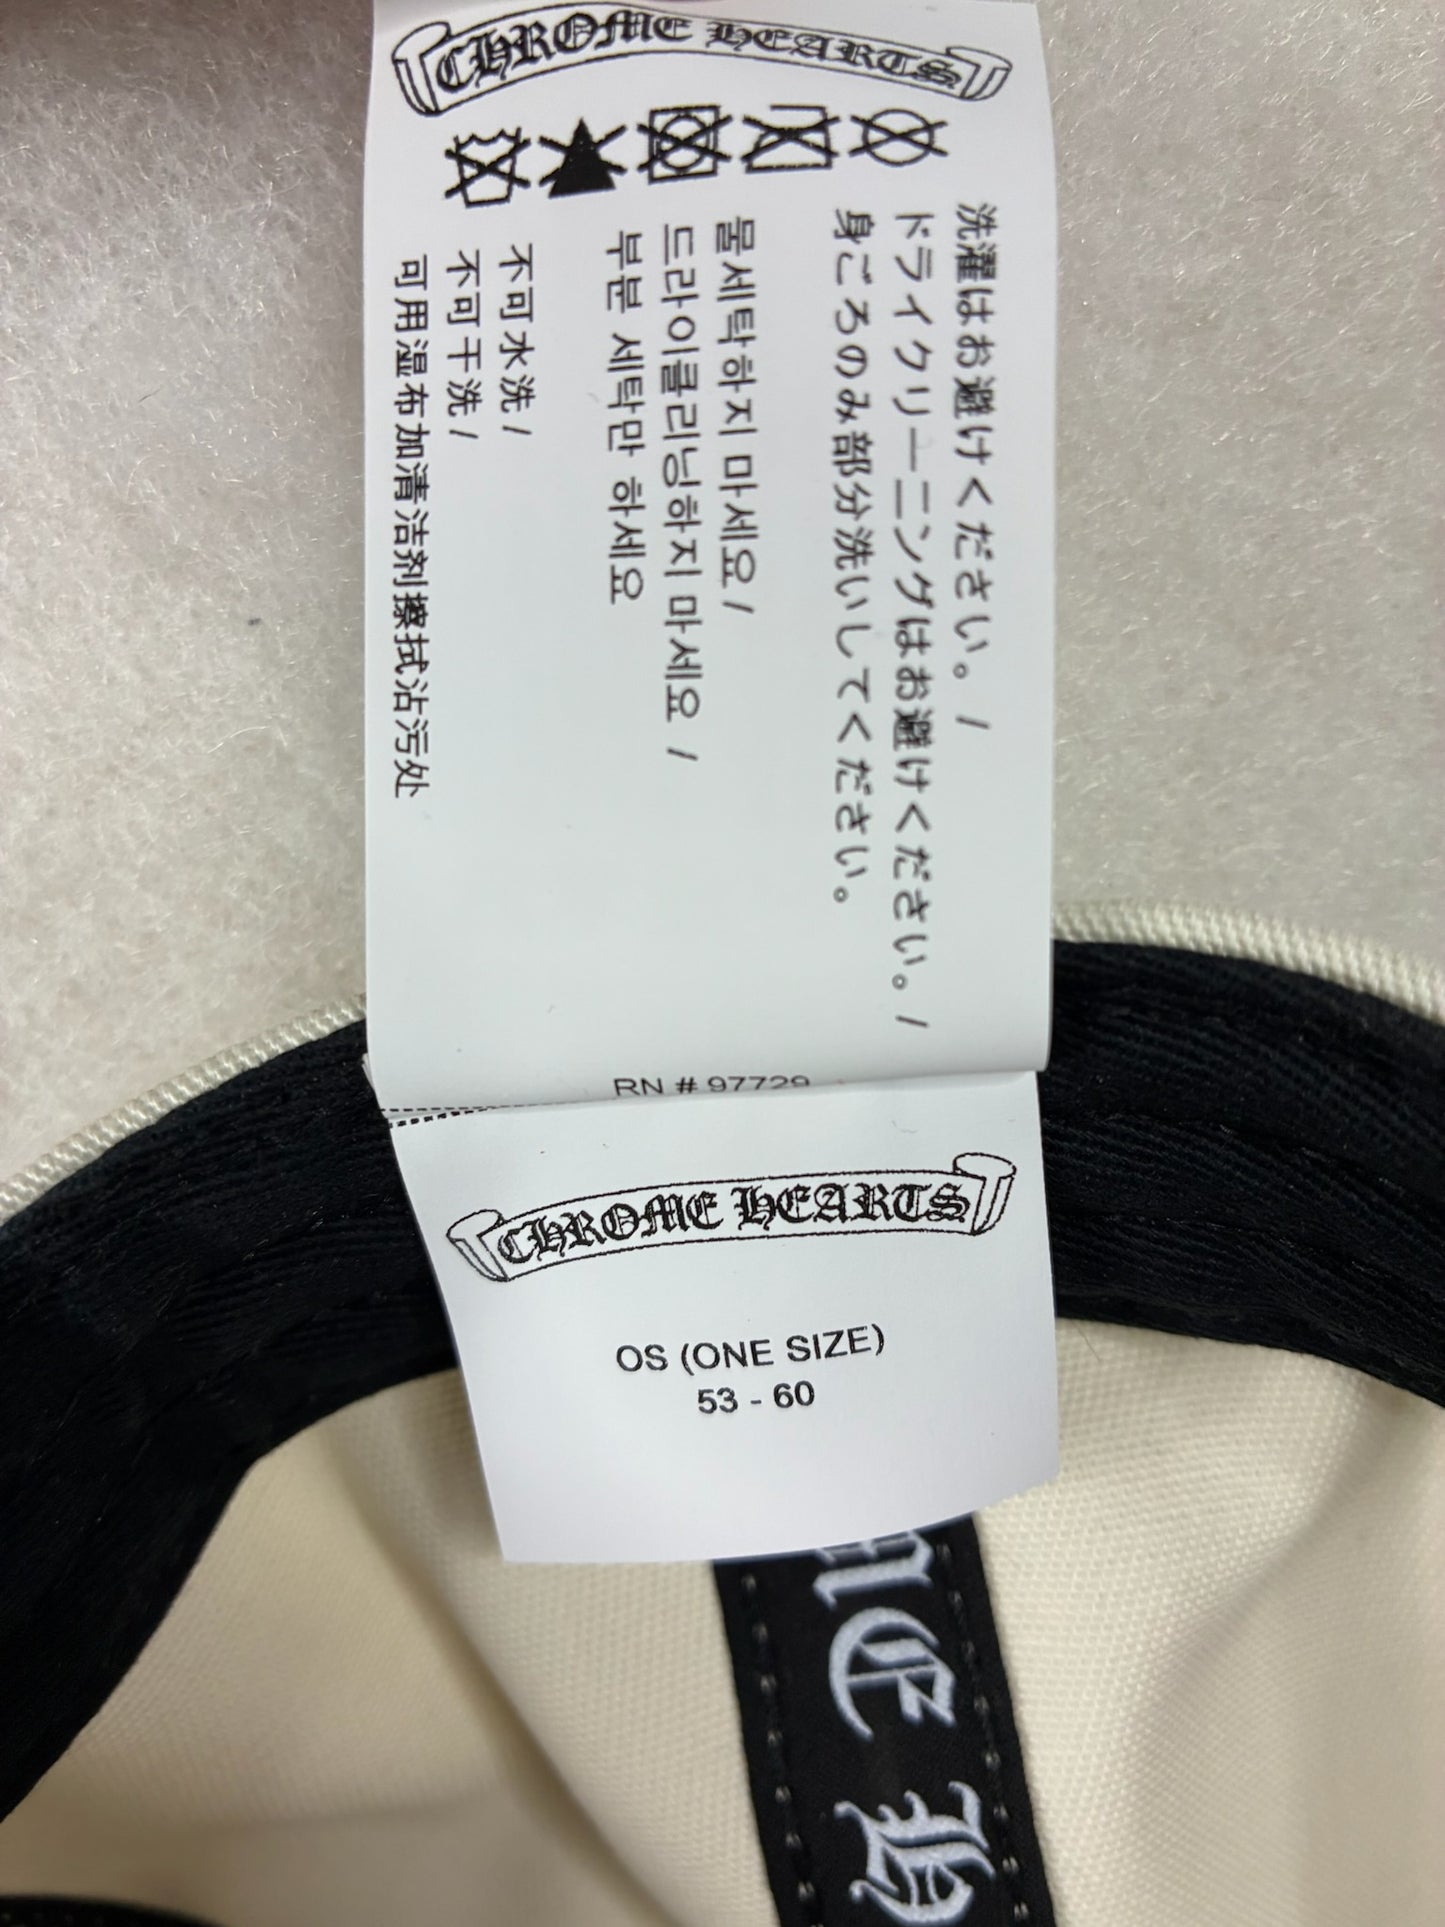 CHROME HEARTS
洗濯はお避けください。/
ドライクリーニングはお避けください。/
身ごろのみ部分洗いしてください。
물세탁하지 마세요 /
드라이클리닝하지 마세요 /
부분 세탁만 하세요
不可水洗 /
不可干洗 /
可用湿布加清洁剂擦拭沾污处
RN # 97729
CHROME HEARTS
OS (ONE SIZE)
53 - 60